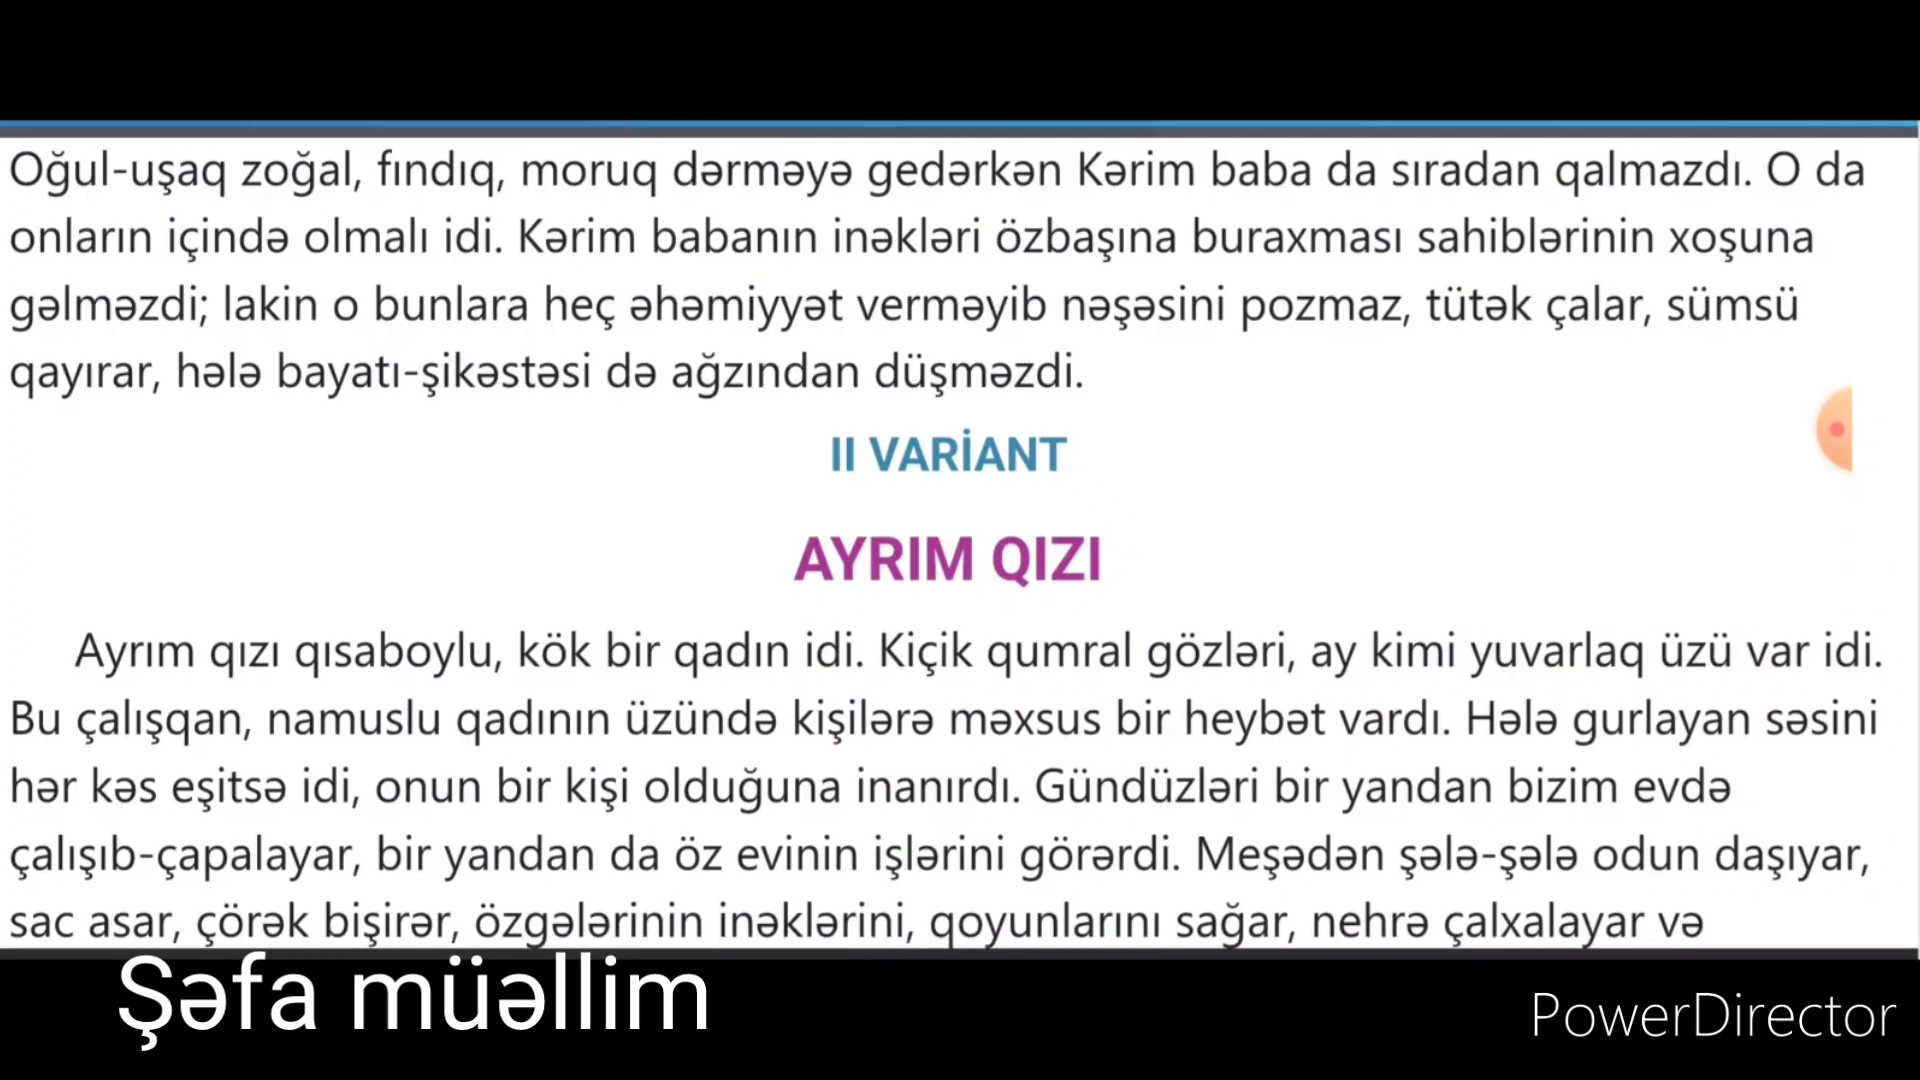 Oğul-uşaq zoğal, fındıq, moruq dərməyə gedərkən Kərim baba da sıradan qalmazdı. O da
onların içində olmalı idi. Kərim babanın inəkləri özbaşına buraxması sahiblərinin xoşuna
gəlməzdi; lakin o bunlara heç əhəmiyyət verməyib nəşəsini pozmaz, tütək çalar, sümsü
qayırar, hələ bayatı-şikəstəsi də ağzından düşməzdi.
II VARİANT
AYRIM QIZI
Ayrım qızı qısaboylu, kök bir qadın idi. Kiçik qumral gözləri, ay kimi yuvarlaq üzü var idi.
Bu çalışqan, namuslu qadının üzündə kişilərə məxsus bir heybət vardı. Hələ gurlayan səsini
hər kəs eşitsə idi, onun bir kişi olduğuna inanırdı. Gündüzləri bir yandan bizim evdə
çalışıb-çapalayar, bir yandan da öz evinin işlərini görərdi. Meşədən şələ-şələ odun daşıyar,
sac asar, çörək bişirər, özgələrinin inəklərini, qoyunlarını sağar, nehrə çalxalayar və
Şəfa müəllim
PowerDirector